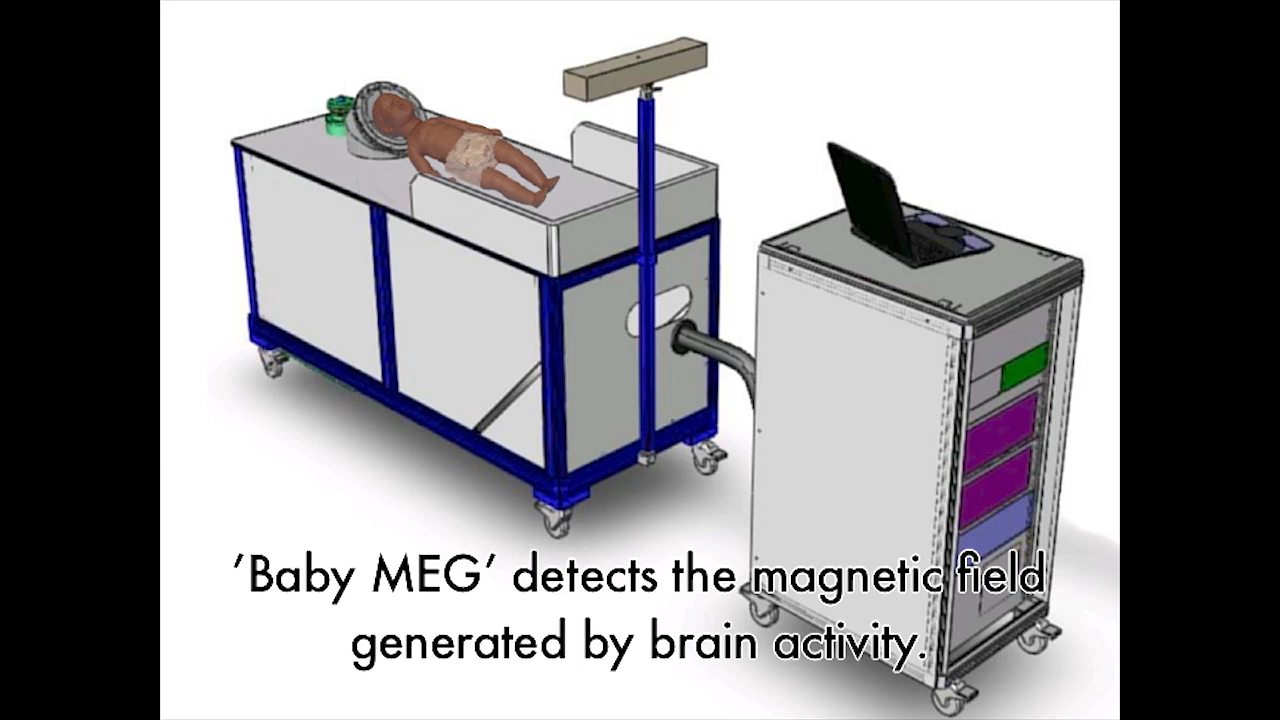 ’Baby MEG’ detects the magnetic field
generated by brain activity.